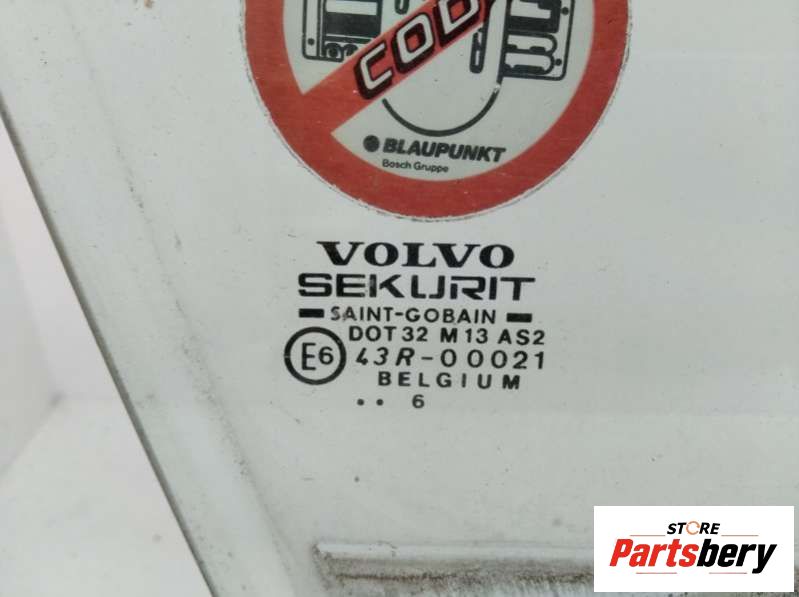 COD
BLAUPUNKT
Bosch Gruppe
VOLVO
SEKURIT
SAINT-GOBAIN
DOT 32 M 13 AS2
E6 43R-00021
BELGIUM
.. 6
STORE
Partsbery